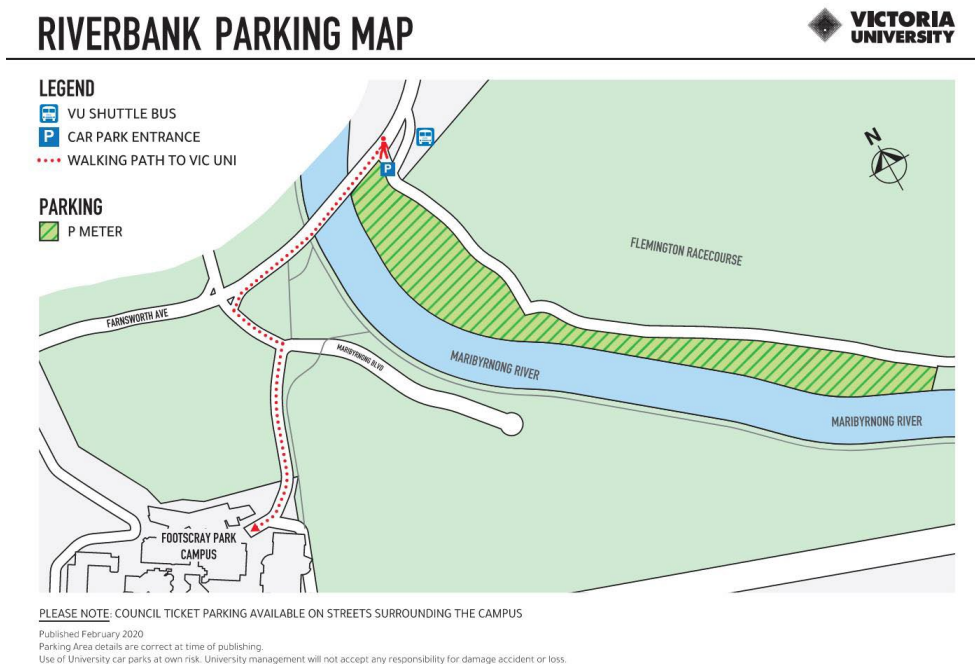 RIVERBANK PARKING MAP
VICTORIA
UNIVERSITY
LEGEND
VU SHUTTLE BUS
P CAR PARK ENTRANCE
WALKING PATH TO VIC UNI
PARKING
P METER
P
N
FLEMINGTON RACECOURSE
FARNSWORTH AVE
MARIBYRNONG BLVD
MARIBYRNONG RIVER
MARIBYRNONG RIVER
FOOTSCRAY PARK
CAMPUS
PLEASE NOTE: COUNCIL TICKET PARKING AVAILABLE ON STREETS SURROUNDING THE CAMPUS
Published February 2020
Parking Area details are correct at time of publishing.
Use of University car parks at own risk. University management will not accept any responsibility for damage accident or loss.